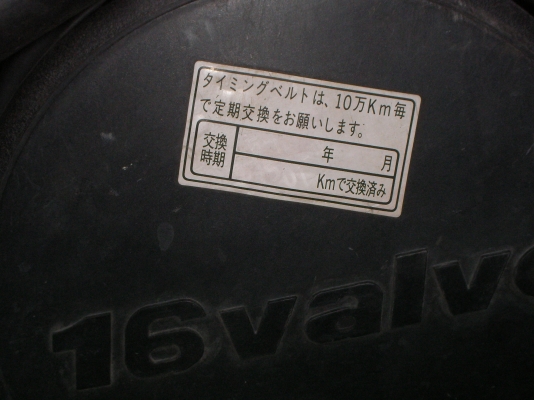 タイミングベルトは、10万Km毎
で定期交換をお願いします。
交換
時期
年 月
Kmで交換済み
16valv